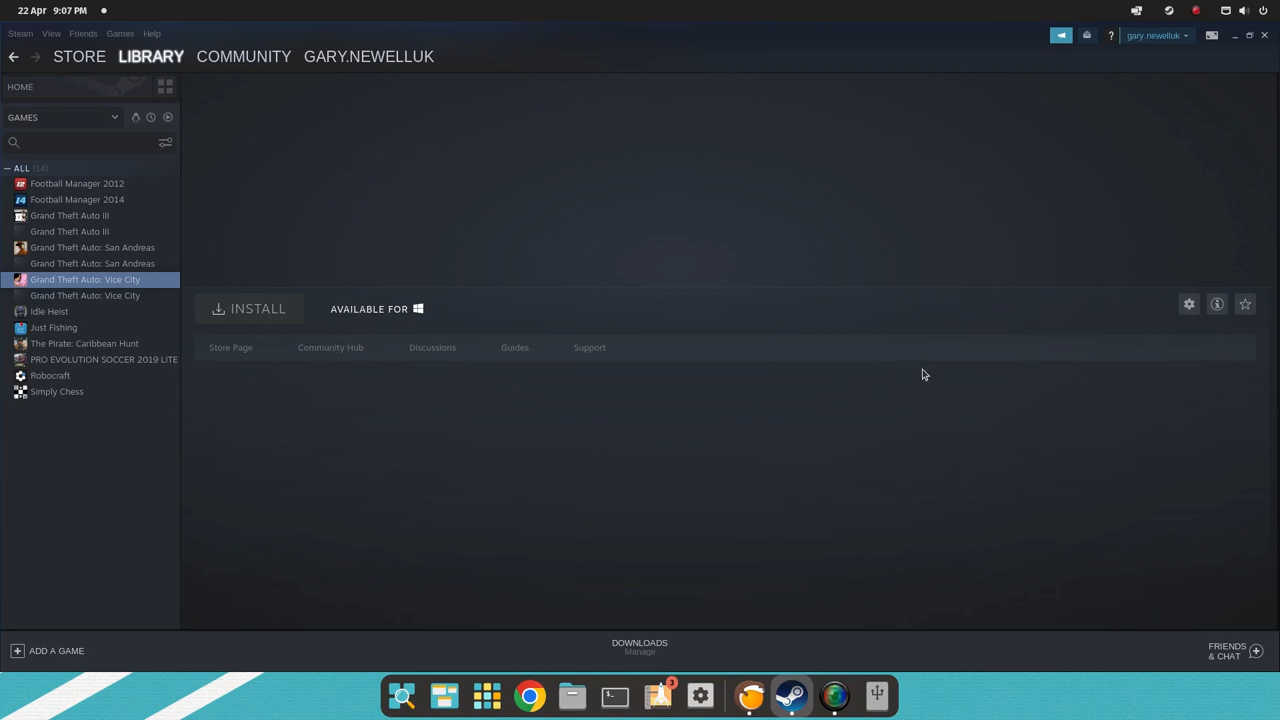 22 Apr 9:07 PM
Steam View Friends Games Help
? gary.newelluk
STORE LIBRARY COMMUNITY GARY.NEWELLUK
HOME
GAMES
ALL (14)
Football Manager 2012
Football Manager 2014
Grand Theft Auto III
Grand Theft Auto III
Grand Theft Auto: San Andreas
Grand Theft Auto: San Andreas
Grand Theft Auto: Vice City
Grand Theft Auto: Vice City
Idle Heist
Just Fishing
The Pirate: Caribbean Hunt
PRO EVOLUTION SOCCER 2019 LITE
Robocraft
Simply Chess
INSTALL AVAILABLE FOR
Store Page Community Hub Discussions Guides Support
ADD A GAME
DOWNLOADS
Manage
FRIENDS
& CHAT
3